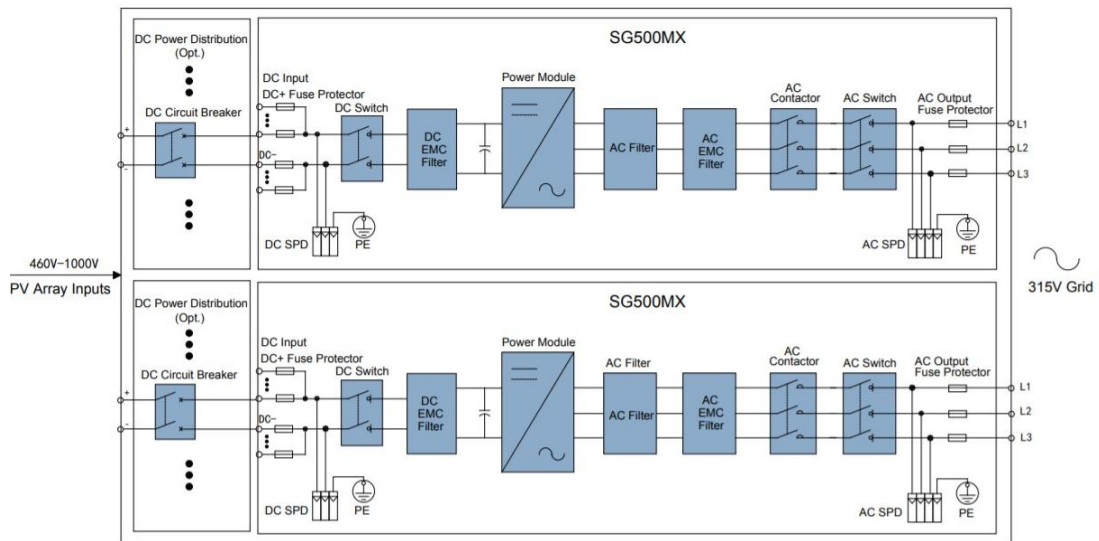 SG500MX
DC Power Distribution
(Opt.)
DC Circuit Breaker
+
-
DC Input
DC+ Fuse Protector
DC-
DC Switch
DC
EMC
Filter
Power Module
AC Filter
AC
EMC
Filter
AC
Contactor
AC Switch
AC Output
Fuse Protector
L1
L2
L3
DC SPD
PE
AC SPD
PE
460V-1000V
PV Array Inputs
315V Grid
SG500MX
DC Power Distribution
(Opt.)
DC Circuit Breaker
+
-
DC Input
DC+ Fuse Protector
DC-
DC Switch
DC
EMC
Filter
Power Module
AC Filter
AC Filter
AC
EMC
Filter
AC
Contactor
AC Switch
AC Output
Fuse Protector
L1
L2
L3
DC SPD
PE
AC SPD
PE